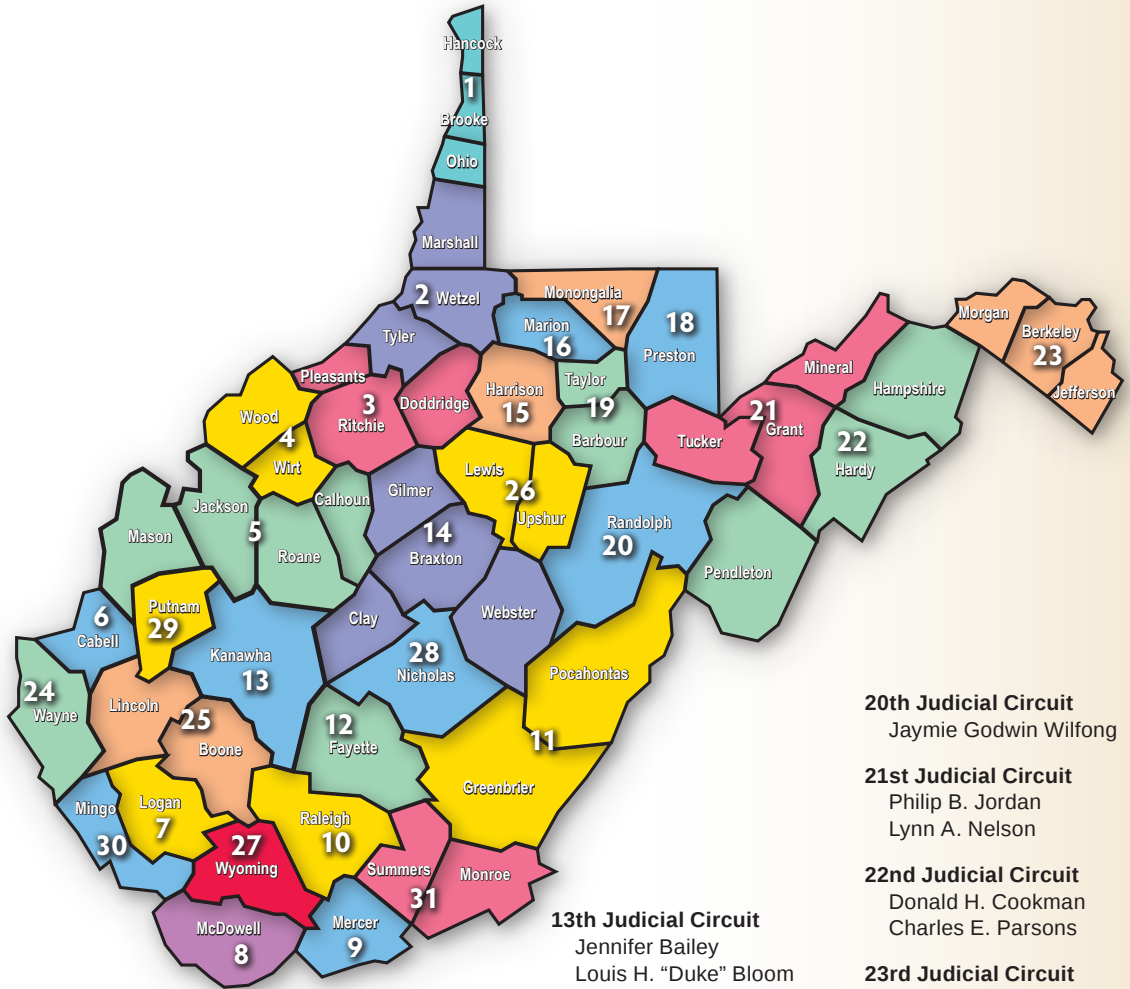 Hancock
1
Brooke
Ohio
Marshall
2 Wetzel
Monongalia
17
Marion
16
18
Preston
Tyler
Morgan
Berkeley
23
Jefferson
Mineral
Hampshire
Pleasants
3
Ritchie
Doddridge
Harrison
15
Taylor
19
Barbour
Tucker
21
Grant
22
Hardy
Wood
4
Wirt
Lewis
26
Upshur
Gilmer
Calhoun
Jackson
5
Roane
Mason
14
Braxton
Randolph
20
Pendleton
Putnam
29
6
Cabell
Clay
Webster
Kanawha
13
28
Nicholas
Pocahontas
24
Wayne
Lincoln
25
Boone
12
Fayette
11
Greenbrier
Mingo
30
Logan
7
Raleigh
10
27
Wyoming
Summers
31
Monroe
McDowell
8
Mercer
9
13th Judicial Circuit
Jennifer Bailey
Louis H. “Duke” Bloom
20th Judicial Circuit
Jaymie Godwin Wilfong
21st Judicial Circuit
Philip B. Jordan
Lynn A. Nelson
22nd Judicial Circuit
Donald H. Cookman
Charles E. Parsons
23rd Judicial Circuit